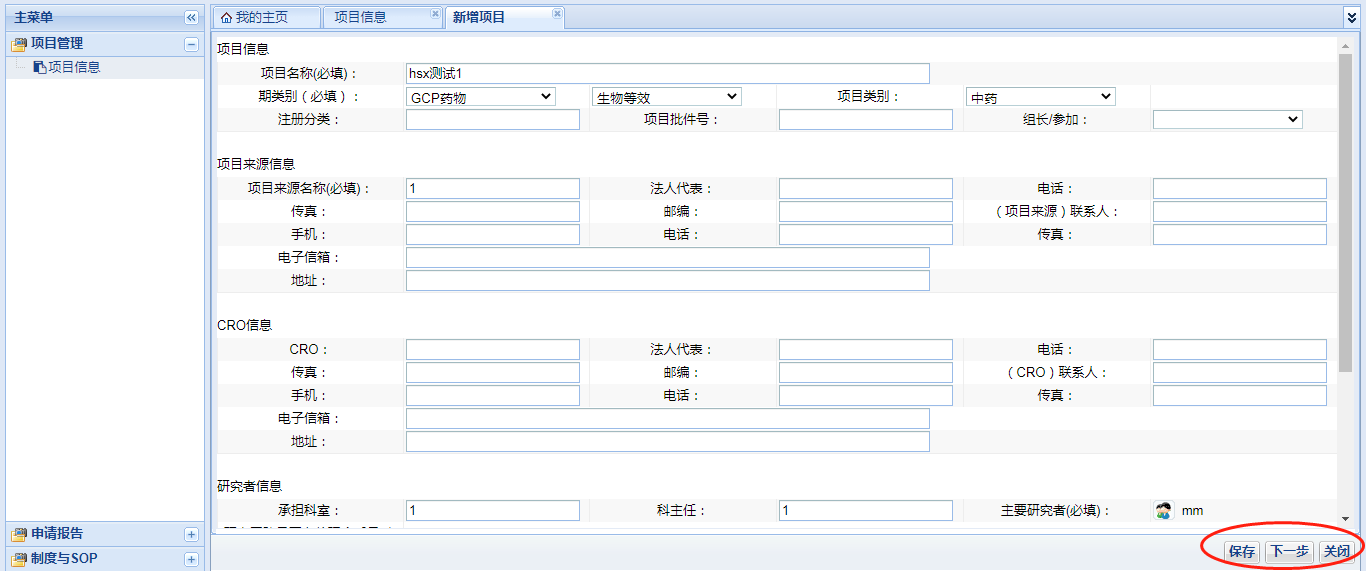 主菜单
项目管理
项目信息
申请报告
制度与SOP
我的主页 项目信息 新增项目
项目信息
项目名称(必填)： hsx测试1
期类别（必填）： GCP药物 生物等效 项目类别： 中药
注册分类： 项目批件号： 组长/参加：
项目来源信息
项目来源名称(必填)： 1 法人代表： 电话：
传真： 邮编： （项目来源）联系人：
手机： 电话： 传真：
电子信箱：
地址：
CRO信息
CRO： 法人代表： 电话：
传真： 邮编： （CRO）联系人：
手机： 电话： 传真：
电子信箱：
地址：
研究者信息
承担科室： 1 科主任： 1 主要研究者(必填)： mm
保存 下一步 关闭